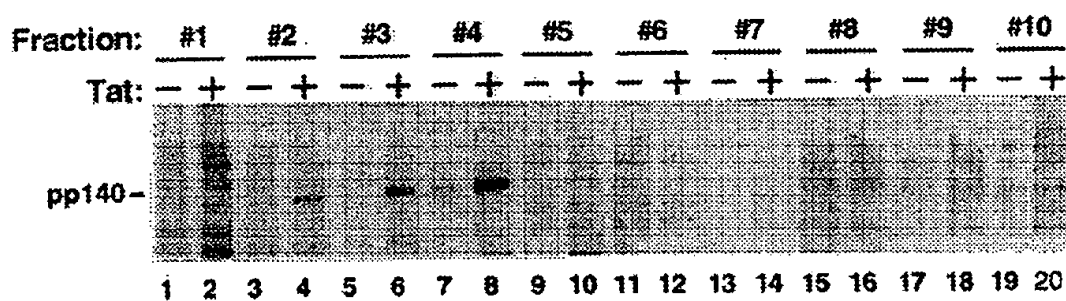 Fraction: #1 #2 #3 #4 #5 #6 #7 #8 #9 #10
Tat: − + − + − + − + − + − + − + − + − + − +
pp140–
1 2 3 4 5 6 7 8 9 10 11 12 13 14 15 16 17 18 19 20